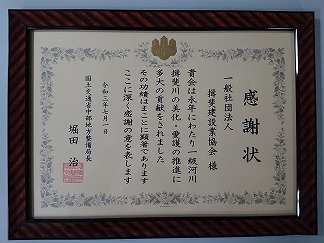 感謝状
一般社団法人
揖斐建設業協会 様
貴会は永年にわたり一級河川
揖斐川の美化・愛護の推進に
多大の貢献をされました
その功績はまことに顕著であります
ここに深く感謝の意を表します
令和三年七月一日
国土交通省中部地方整備局長
堀田 治